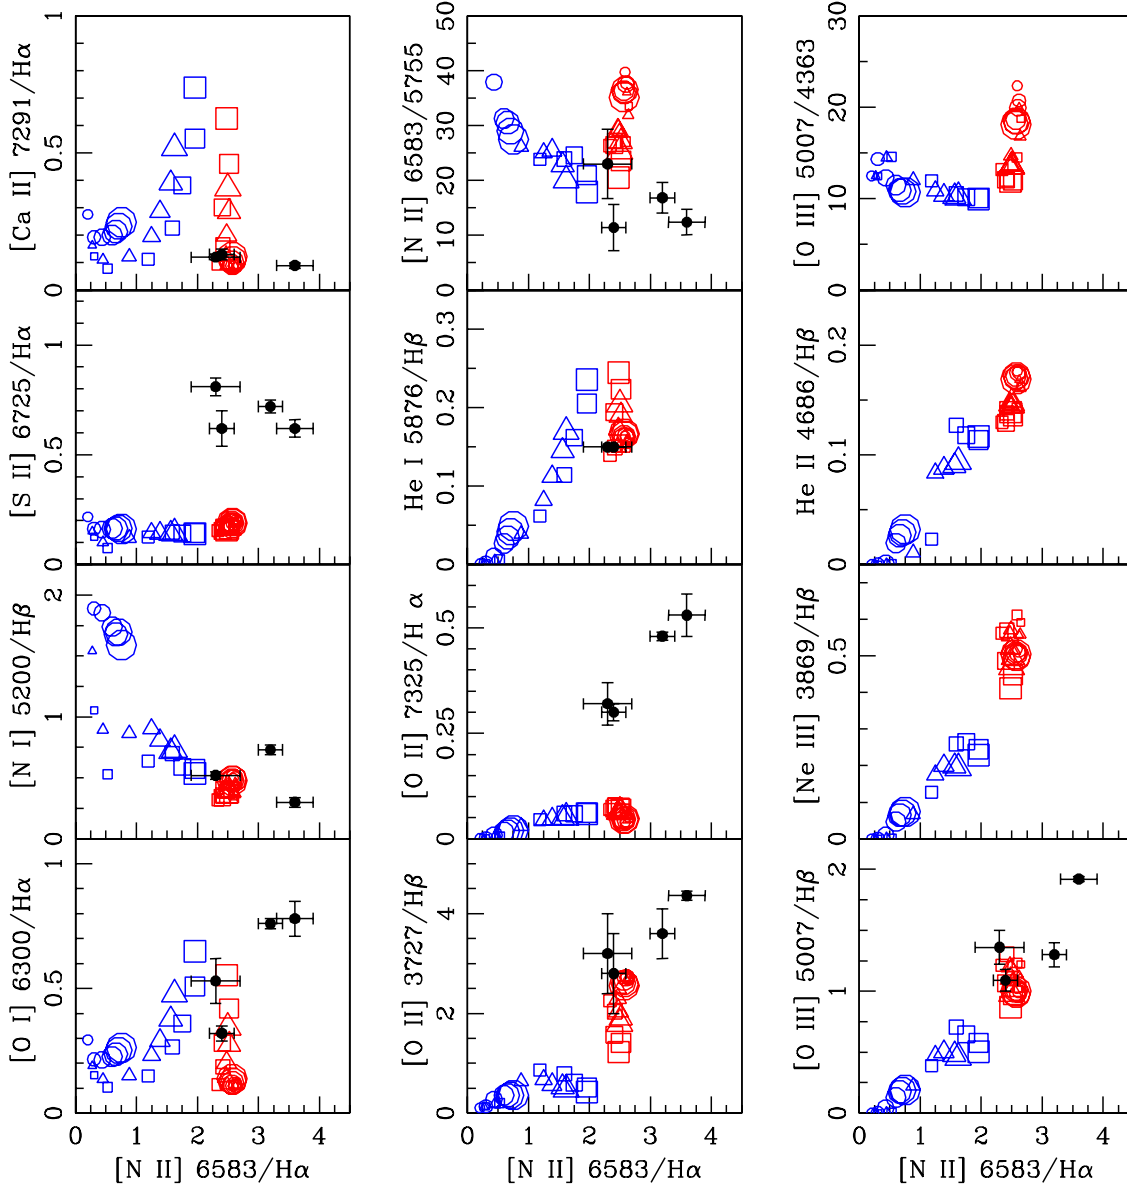 [Ca II] 7291/Hα
0
0.5
1
[N II] 6583/5755
0
10
20
30
40
50
[O III] 5007/4363
0
10
20
30
[S II] 6725/Hα
0
0.5
1
He I 5876/Hβ
0
0.1
0.2
0.3
He II 4686/Hβ
0
0.1
0.2
[N I] 5200/Hβ
0
1
2
[O II] 7325/H α
0
0.25
0.5
[Ne III] 3869/Hβ
0
0.5
[O I] 6300/Hα
0
0.5
1
[O II] 3727/Hβ
0
2
4
[O III] 5007/Hβ
0
1
2
0 1 2 3 4
0 1 2 3 4
0 1 2 3 4
[N II] 6583/Hα
[N II] 6583/Hα
[N II] 6583/Hα